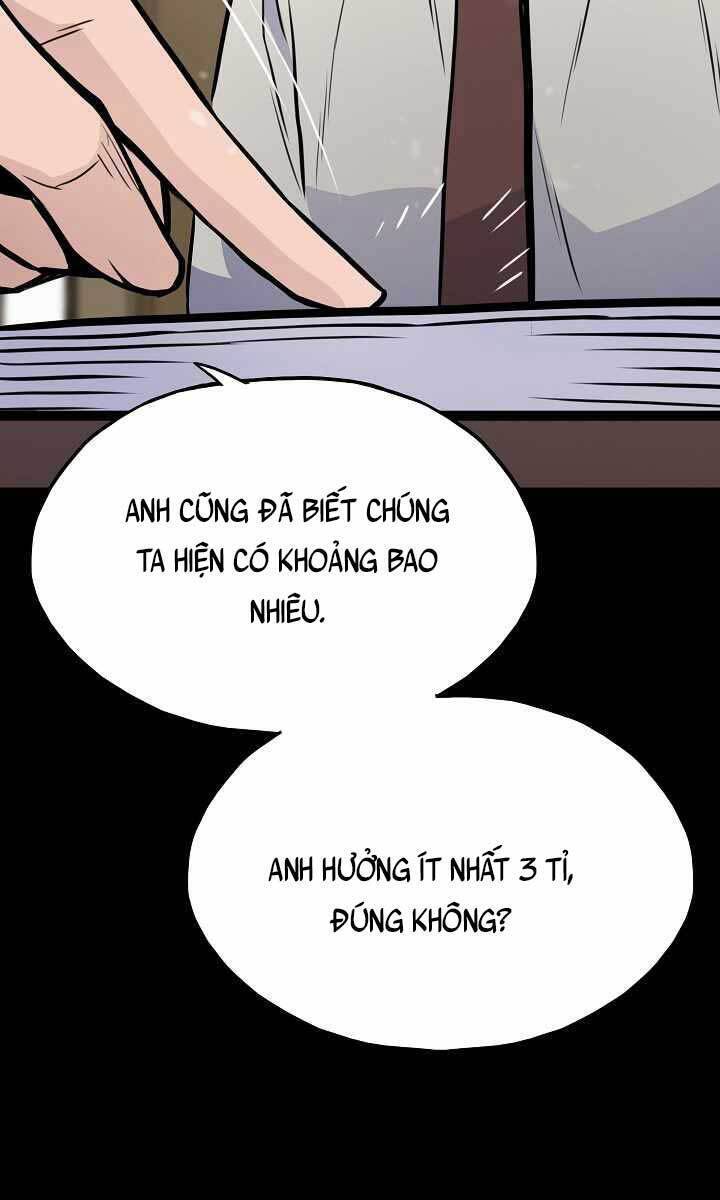 ANH CŨNG ĐÃ BIẾT CHÚNG
TA HIỆN CÓ KHOẢNG BAO
NHIÊU.
ANH HƯỞNG ÍT NHẤT 3 TỈ,
ĐÚNG KHÔNG?